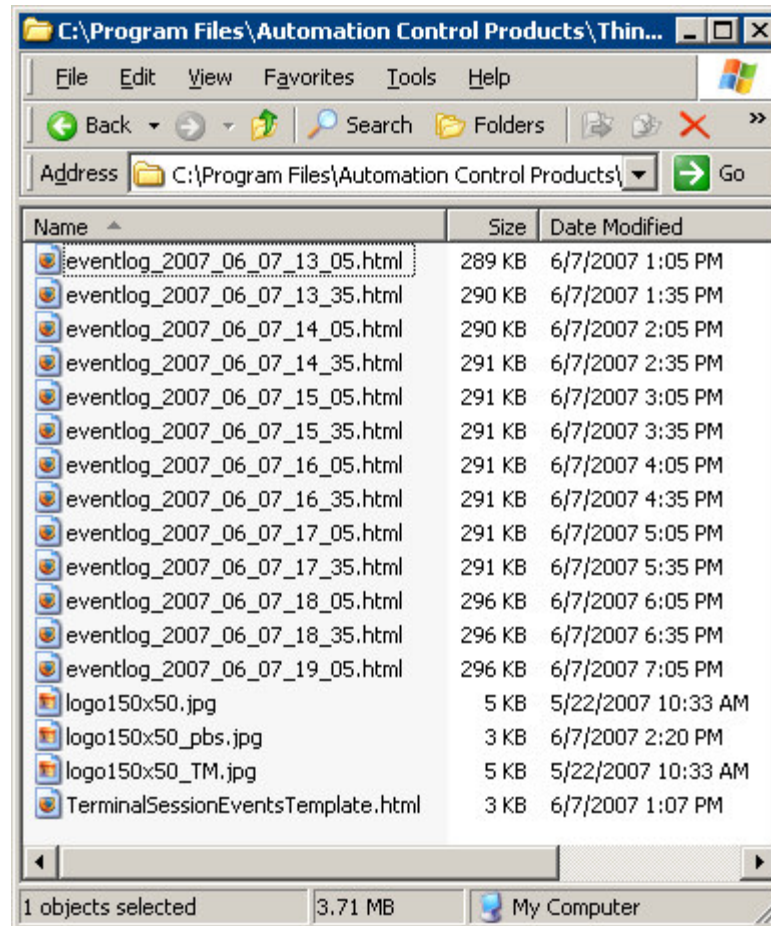 C:\Program Files\Automation Control Products\Thin...
File Edit View Favorites Tools Help
Back Search Folders »
Address C:\Program Files\Automation Control Products\ Go
Name Size Date Modified
eventlog_2007_06_07_13_05.html 289 KB 6/7/2007 1:05 PM
eventlog_2007_06_07_13_35.html 290 KB 6/7/2007 1:35 PM
eventlog_2007_06_07_14_05.html 290 KB 6/7/2007 2:05 PM
eventlog_2007_06_07_14_35.html 291 KB 6/7/2007 2:35 PM
eventlog_2007_06_07_15_05.html 291 KB 6/7/2007 3:05 PM
eventlog_2007_06_07_15_35.html 291 KB 6/7/2007 3:35 PM
eventlog_2007_06_07_16_05.html 291 KB 6/7/2007 4:05 PM
eventlog_2007_06_07_16_35.html 291 KB 6/7/2007 4:35 PM
eventlog_2007_06_07_17_05.html 291 KB 6/7/2007 5:05 PM
eventlog_2007_06_07_17_35.html 291 KB 6/7/2007 5:35 PM
eventlog_2007_06_07_18_05.html 296 KB 6/7/2007 6:05 PM
eventlog_2007_06_07_18_35.html 296 KB 6/7/2007 6:35 PM
eventlog_2007_06_07_19_05.html 296 KB 6/7/2007 7:05 PM
logo150x50.jpg 5 KB 5/22/2007 10:33 AM
logo150x50_pbs.jpg 3 KB 6/7/2007 2:20 PM
logo150x50_TM.jpg 5 KB 5/22/2007 10:33 AM
TerminalSessionEventsTemplate.html 3 KB 6/7/2007 1:07 PM
1 objects selected 3.71 MB My Computer